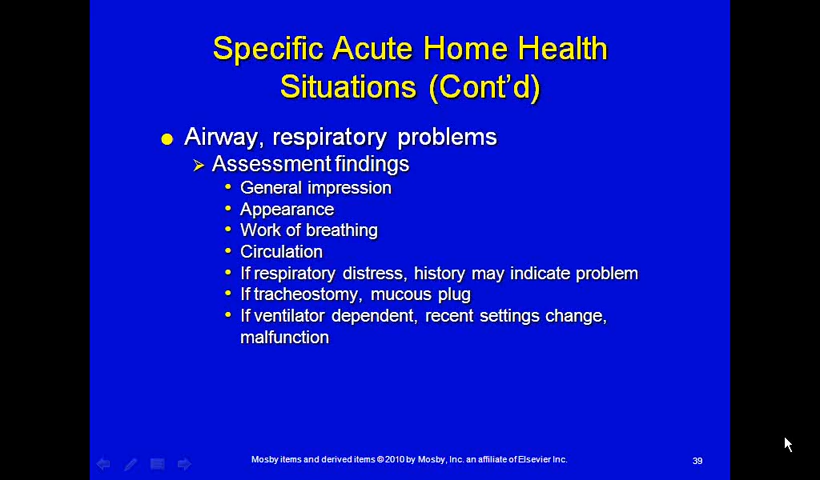 Specific Acute Home Health
Situations (Cont'd)
Airway, respiratory problems
Assessment findings
General impression
Appearance
Work of breathing
Circulation
If respiratory distress, history may indicate problem
If tracheostomy, mucous plug
If ventilator dependent, recent settings change,
malfunction
Mosby items and derived items © 2010 by Mosby, Inc. an affiliate of Elsevier Inc.
39